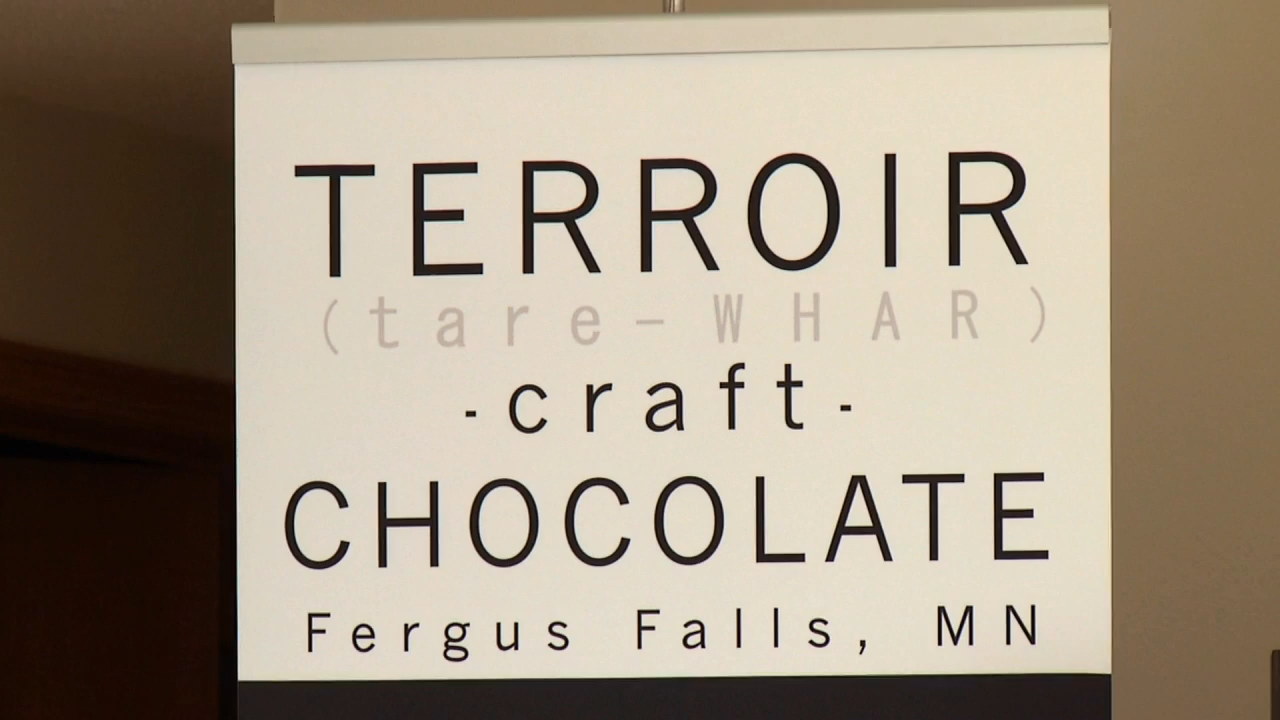 TERROIR
(tare-WHAR)
-craft-
CHOCOLATE
Fergus Falls, MN